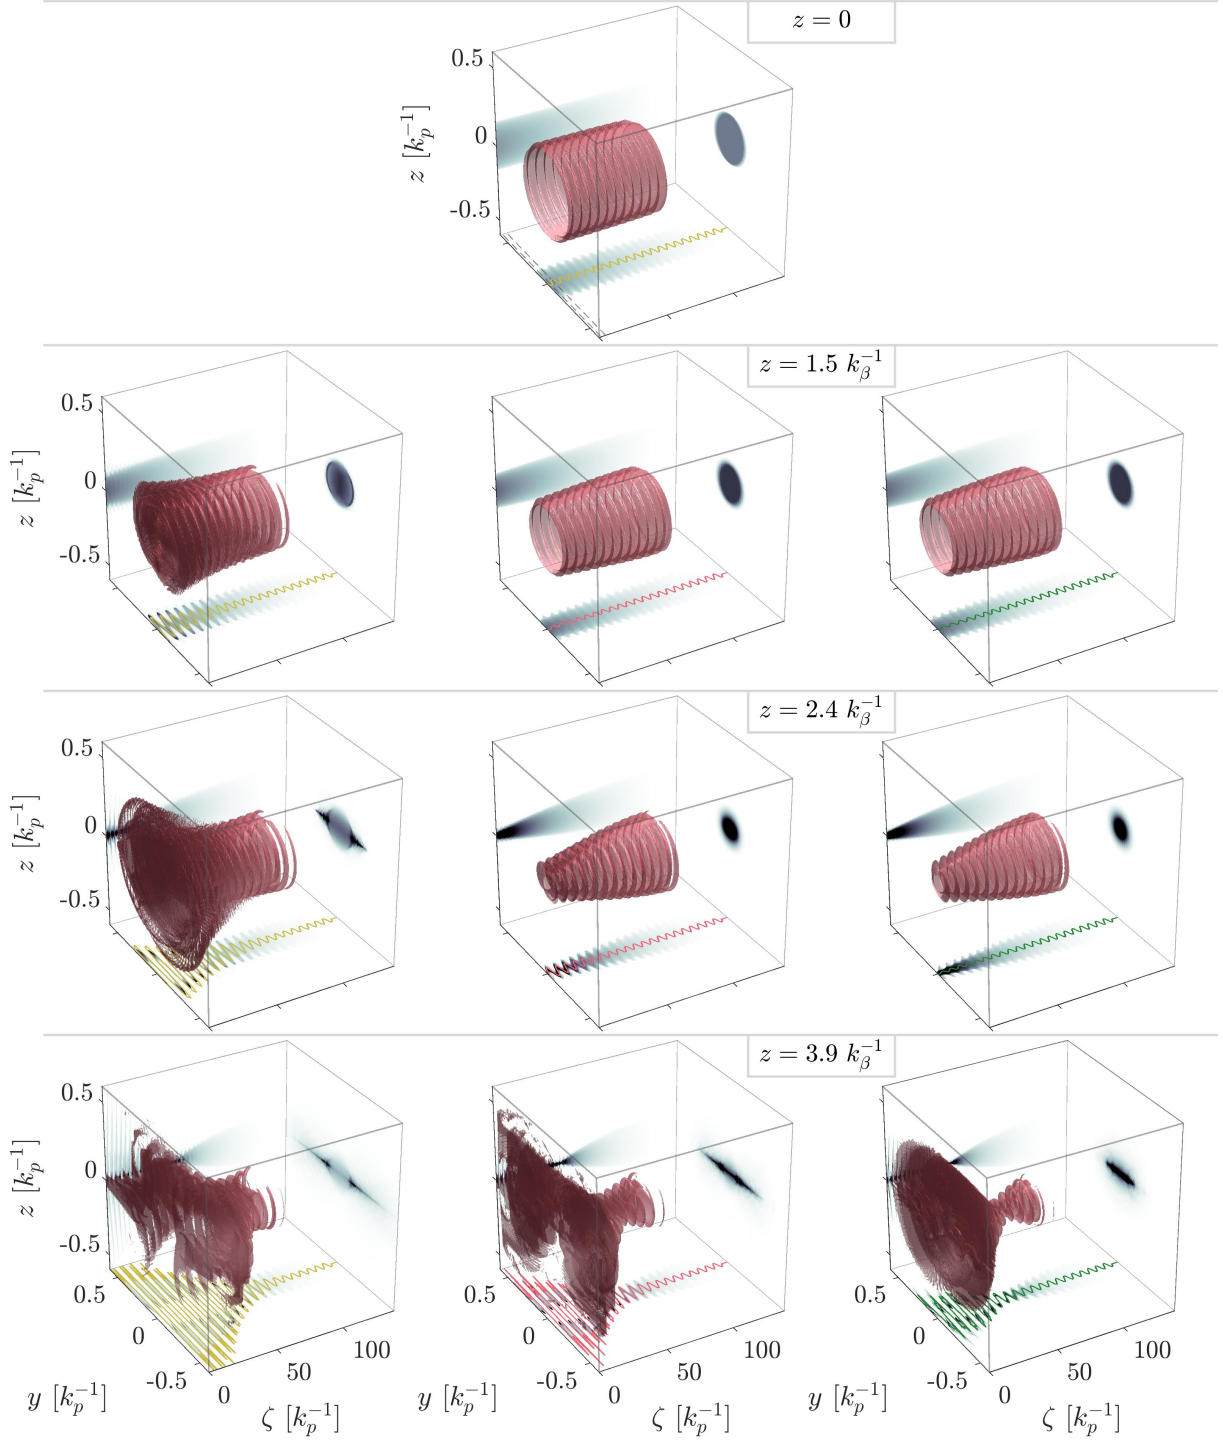 z = 0
0.5
0
-0.5
z [k_p^{-1}]
z = 1.5 k_β^{-1}
0.5
0
-0.5
z [k_p^{-1}]
z = 2.4 k_β^{-1}
0.5
0
-0.5
z [k_p^{-1}]
z = 3.9 k_β^{-1}
0.5
0
-0.5
z [k_p^{-1}]
0.5 0 -0.5
y [k_p^{-1}]
0 50 100
ζ [k_p^{-1}]
0.5 0 -0.5
y [k_p^{-1}]
0 50 100
ζ [k_p^{-1}]
0.5 0 -0.5
y [k_p^{-1}]
0 50 100
ζ [k_p^{-1}]